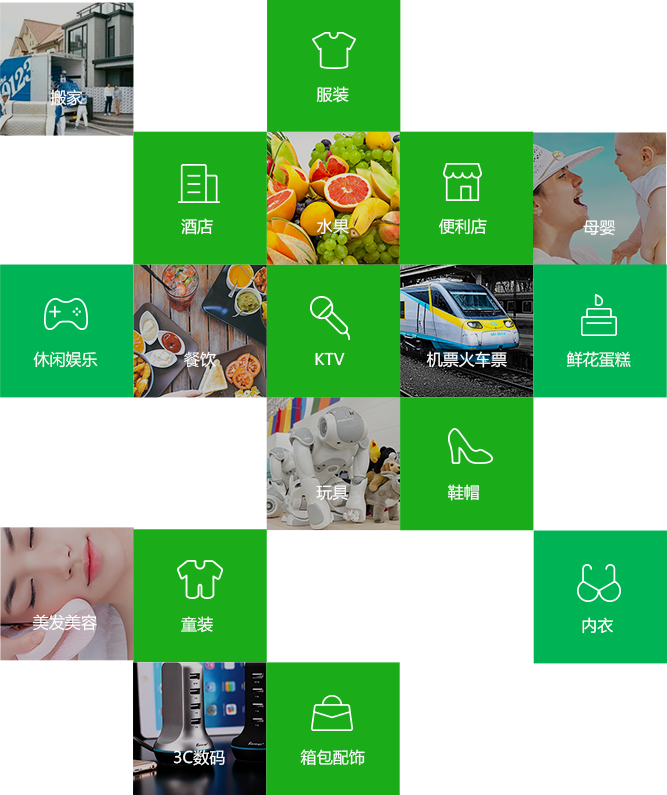 搬家
服装
酒店
水果
便利店
母婴
休闲娱乐
餐饮
KTV
机票火车票
鲜花蛋糕
玩具
鞋帽
美发美容
童装
内衣
3C数码
箱包配饰